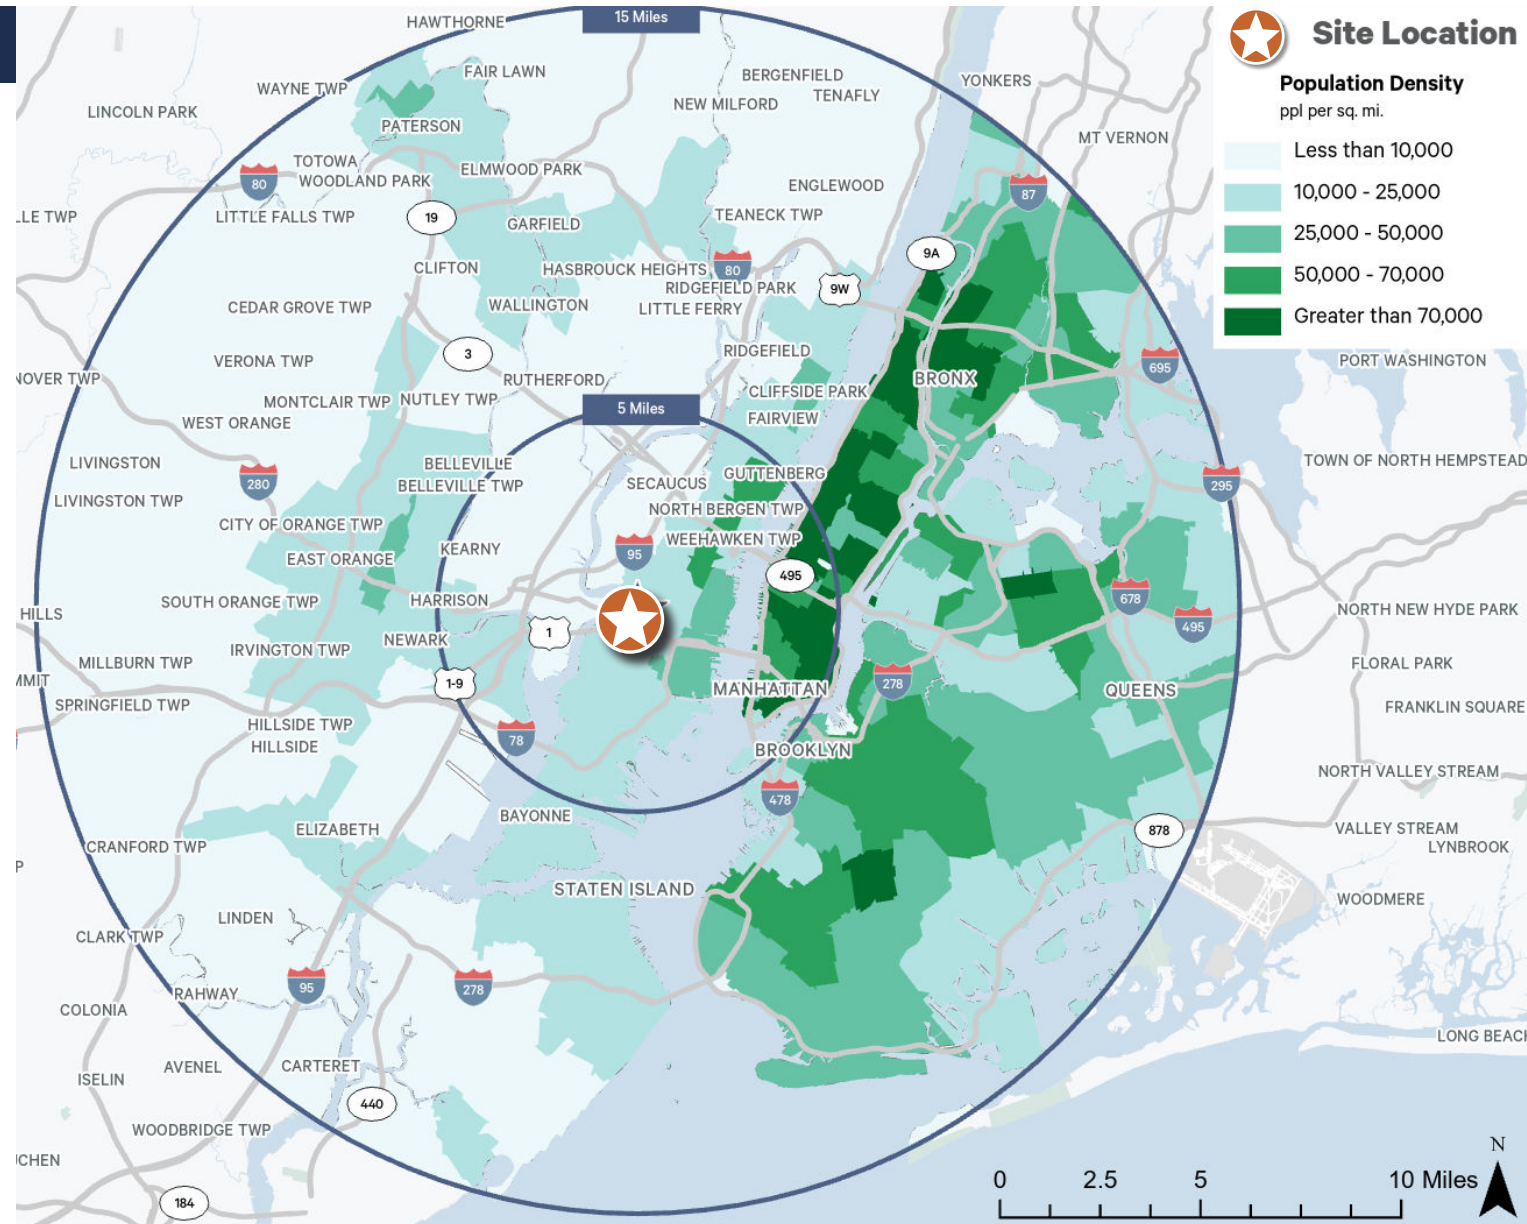 15 Miles
Site Location
Population Density
ppl per sq. mi.
Less than 10,000
10,000 - 25,000
25,000 - 50,000
50,000 - 70,000
Greater than 70,000
HAWTHORNE
FAIR LAWN
BERGENFIELD
YONKERS
WAYNE TWP
NEW MILFORD
TENAFLY
LINCOLN PARK
PATERSON
MT VERNON
TOTOWA
ELMWOOD PARK
80
WOODLAND PARK
ENGLEWOOD
87
LLE TWP
LITTLE FALLS TWP
19
GARFIELD
TEANECK TWP
9A
CLIFTON
HASBROUCK HEIGHTS
80
RIDGEFIELD PARK
9W
CEDAR GROVE TWP
WALLINGTON
LITTLE FERRY
VERONA TWP
3
RIDGEFIELD
695
PORT WASHINGTON
NOVER TWP
RUTHERFORD
BRONX
MONTCLAIR TWP
NUTLEY TWP
CLIFFSIDE PARK
5 Miles
WEST ORANGE
FAIRVIEW
LIVINGSTON
BELLEVILLE
TOWN OF NORTH HEMPSTEAD
280
BELLEVILLE TWP
SECAUCUS
GUTTENBERG
295
LIVINGSTON TWP
NORTH BERGEN TWP
CITY OF ORANGE TWP
WEEHAWKEN TWP
EAST ORANGE
KEARNY
95
495
SOUTH ORANGE TWP
HARRISON
678
NORTH NEW HYDE PARK
HILLS
495
IRVINGTON TWP
NEWARK
1
MILLBURN TWP
FLORAL PARK
MMIT
1-9
278
SPRINGFIELD TWP
MANHATTAN
QUEENS
FRANKLIN SQUARE
HILLSIDE TWP
78
HILLSIDE
BROOKLYN
NORTH VALLEY STREAM
478
BAYONNE
ELIZABETH
878
VALLEY STREAM
CRANFORD TWP
LYNBROOK
P
STATEN ISLAND
WOODMERE
LINDEN
CLARK TWP
95
278
RAHWAY
COLONIA
LONG BEACH
AVENEL
CARTERET
ISELIN
440
WOODBRIDGE TWP
UCHEN
184
N
0 2.5 5 10 Miles